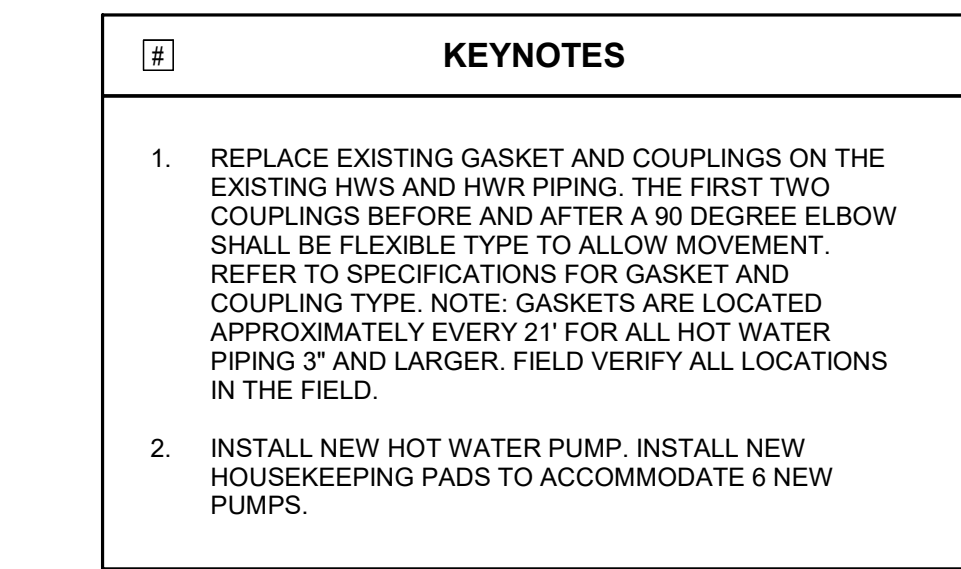 # KEYNOTES
1. REPLACE EXISTING GASKET AND COUPLINGS ON THE
EXISTING HWS AND HWR PIPING. THE FIRST TWO
COUPLINGS BEFORE AND AFTER A 90 DEGREE ELBOW
SHALL BE FLEXIBLE TYPE TO ALLOW MOVEMENT.
REFER TO SPECIFICATIONS FOR GASKET AND
COUPLING TYPE. NOTE: GASKETS ARE LOCATED
APPROXIMATELY EVERY 21' FOR ALL HOT WATER
PIPING 3" AND LARGER. FIELD VERIFY ALL LOCATIONS
IN THE FIELD.
2. INSTALL NEW HOT WATER PUMP. INSTALL NEW
HOUSEKEEPING PADS TO ACCOMMODATE 6 NEW
PUMPS.